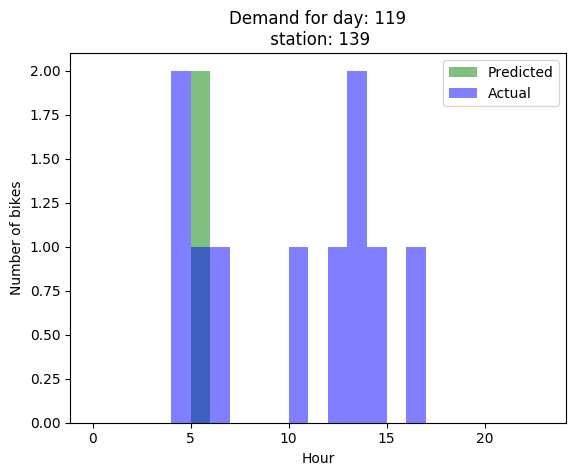 Demand for day: 119
station: 139
Predicted
Actual
Number of bikes
2.00
1.75
1.50
1.25
1.00
0.75
0.50
0.25
0.00
0 5 10 15 20
Hour